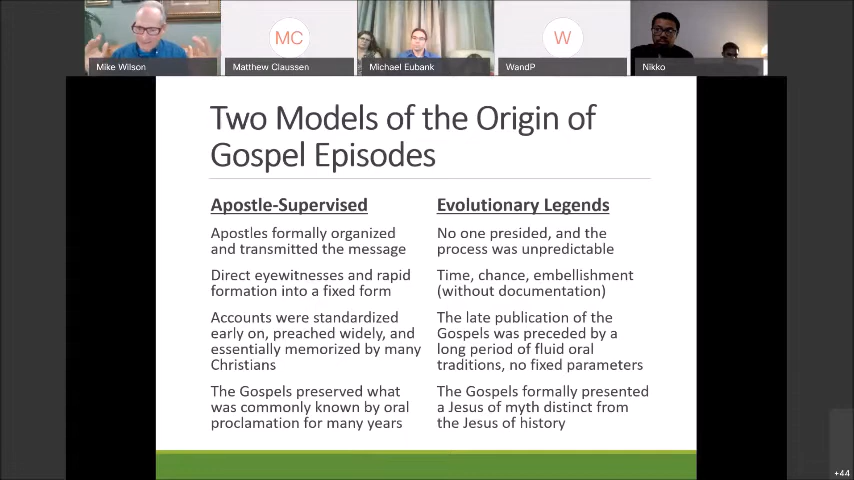 MC
W
Mike Wilson
Matthew Claussen
Michael Eubank
WandP
Nikko
Two Models of the Origin of
Gospel Episodes
Apostle-Supervised
Apostles formally organized
and transmitted the message
Direct eyewitnesses and rapid
formation into a fixed form
Accounts were standardized
early on, preached widely, and
essentially memorized by many
Christians
The Gospels preserved what
was commonly known by oral
proclamation for many years
Evolutionary Legends
No one presided, and the
process was unpredictable
Time, chance, embellishment
(without documentation)
The late publication of the
Gospels was preceded by a
long period of fluid oral
traditions, no fixed parameters
The Gospels formally presented
a Jesus of myth distinct from
the Jesus of history
+44